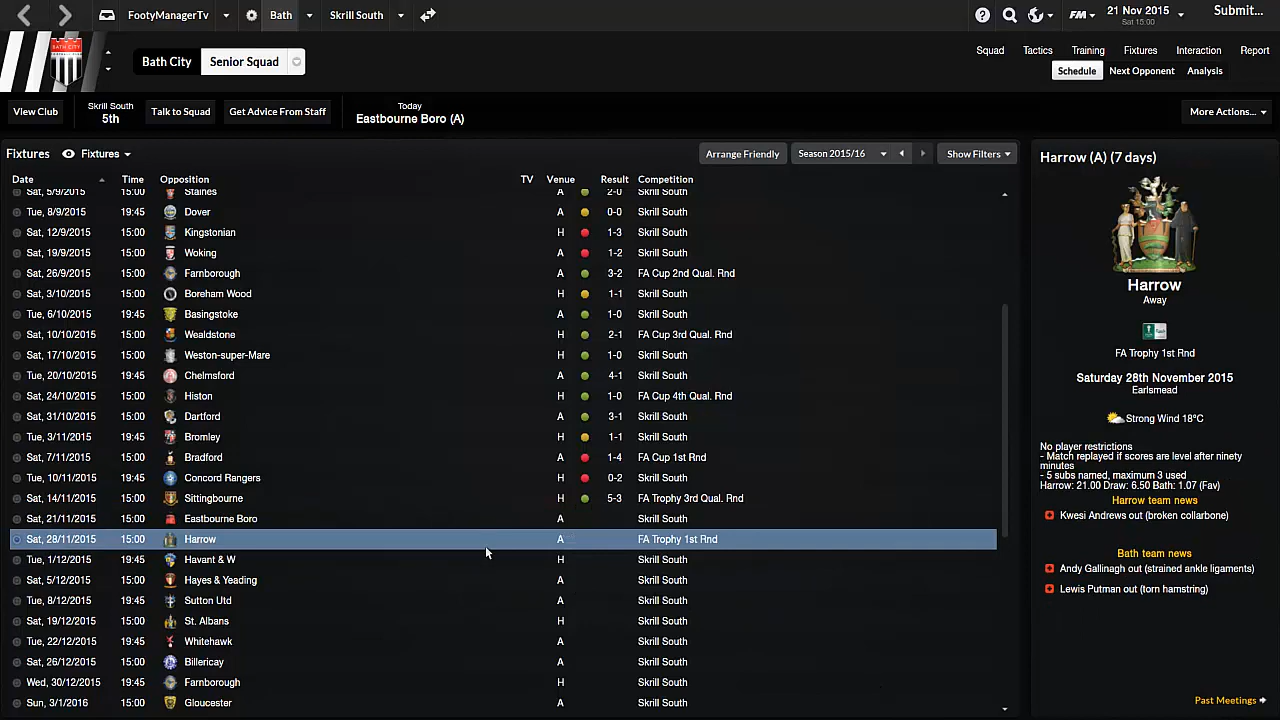 FootyManagerTv Bath Skrill South FM 21 Nov 2015 Submit...
Sat 15:00
BATH CITY
Bath City Senior Squad
Squad Tactics Training Fixtures Interaction Report
Schedule Next Opponent Analysis
View Club Skrill South 5th Talk to Squad Get Advice From Staff Today Eastbourne Boro (A) More Actions...
Fixtures Fixtures Arrange Friendly Season 2015/16 Show Filters
Date Time Opposition TV Venue Result Competition
Sat, 5/9/2015 15:00 Staines A 2-0 Skrill South
Tue, 8/9/2015 19:45 Dover A 0-0 Skrill South
Sat, 12/9/2015 15:00 Kingstonian H 1-3 Skrill South
Sat, 19/9/2015 15:00 Woking A 1-2 Skrill South
Sat, 26/9/2015 15:00 Farnborough A 3-2 FA Cup 2nd Qual. Rnd
Sat, 3/10/2015 15:00 Boreham Wood H 1-1 Skrill South
Tue, 6/10/2015 19:45 Basingstoke A 1-0 Skrill South
Sat, 10/10/2015 15:00 Wealdstone H 2-1 FA Cup 3rd Qual. Rnd
Sat, 17/10/2015 15:00 Weston-super-Mare H 1-0 Skrill South
Tue, 20/10/2015 19:45 Chelmsford A 4-1 Skrill South
Sat, 24/10/2015 15:00 Histon H 1-0 FA Cup 4th Qual. Rnd
Sat, 31/10/2015 15:00 Dartford A 3-1 Skrill South
Tue, 3/11/2015 19:45 Bromley H 1-1 Skrill South
Sat, 7/11/2015 15:00 Bradford A 1-4 FA Cup 1st Rnd
Tue, 10/11/2015 19:45 Concord Rangers H 0-2 Skrill South
Sat, 14/11/2015 15:00 Sittingbourne H 5-3 FA Trophy 3rd Qual. Rnd
Sat, 21/11/2015 15:00 Eastbourne Boro A Skrill South
Sat, 28/11/2015 15:00 Harrow A FA Trophy 1st Rnd
Tue, 1/12/2015 19:45 Havant & W H Skrill South
Sat, 5/12/2015 15:00 Hayes & Yeading A Skrill South
Tue, 8/12/2015 19:45 Sutton Utd A Skrill South
Sat, 19/12/2015 15:00 St. Albans H Skrill South
Tue, 22/12/2015 19:45 Whitehawk A Skrill South
Sat, 26/12/2015 15:00 Billericay A Skrill South
Wed, 30/12/2015 19:45 Farnborough H Skrill South
Sun, 3/1/2016 15:00 Gloucester A Skrill South
Harrow (A) (7 days)
Harrow
Away
FA Trophy 1st Rnd
Saturday 28th November 2015
Earlsmead
Strong Wind 18°C
No player restrictions
- Match replayed if scores are level after ninety
minutes
- 5 subs named, maximum 3 used
Harrow: 21.00 Draw: 6.50 Bath: 1.07 (Fav)
Harrow team news
Kwesi Andrews out (broken collarbone)
Bath team news
Andy Gallinagh out (strained ankle ligaments)
Lewis Putman out (torn hamstring)
Past Meetings